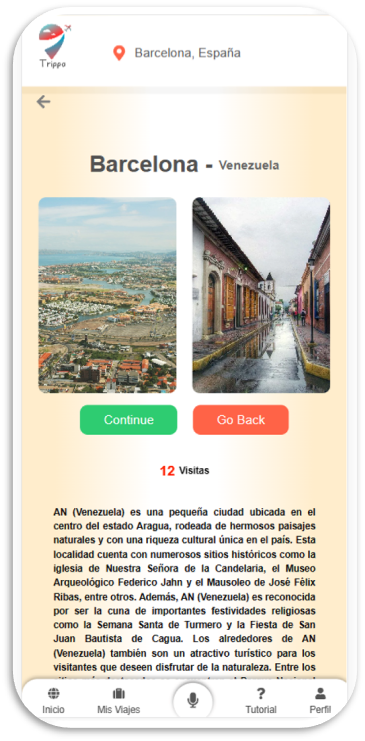 Trippo
Barcelona, España
Barcelona - Venezuela
Continue
Go Back
12 Visitas
AN (Venezuela) es una pequeña ciudad ubicada en el
centro del estado Aragua, rodeada de hermosos paisajes
naturales y con una riqueza cultural única en el país. Esta
localidad cuenta con numerosos sitios históricos como la
iglesia de Nuestra Señora de la Candelaria, el Museo
Arqueológico Federico Jahn y el Mausoleo de José Félix
Ribas, entre otros. Además, AN (Venezuela) es reconocida
por ser la cuna de importantes festividades religiosas
como la Semana Santa de Turmero y la Fiesta de San
Juan Bautista de Cagua. Los alrededores de AN
(Venezuela) también son un atractivo turístico para los
visitantes que deseen disfrutar de la naturaleza. Entre los
Inicio
Mis Viajes
Tutorial
Perfil